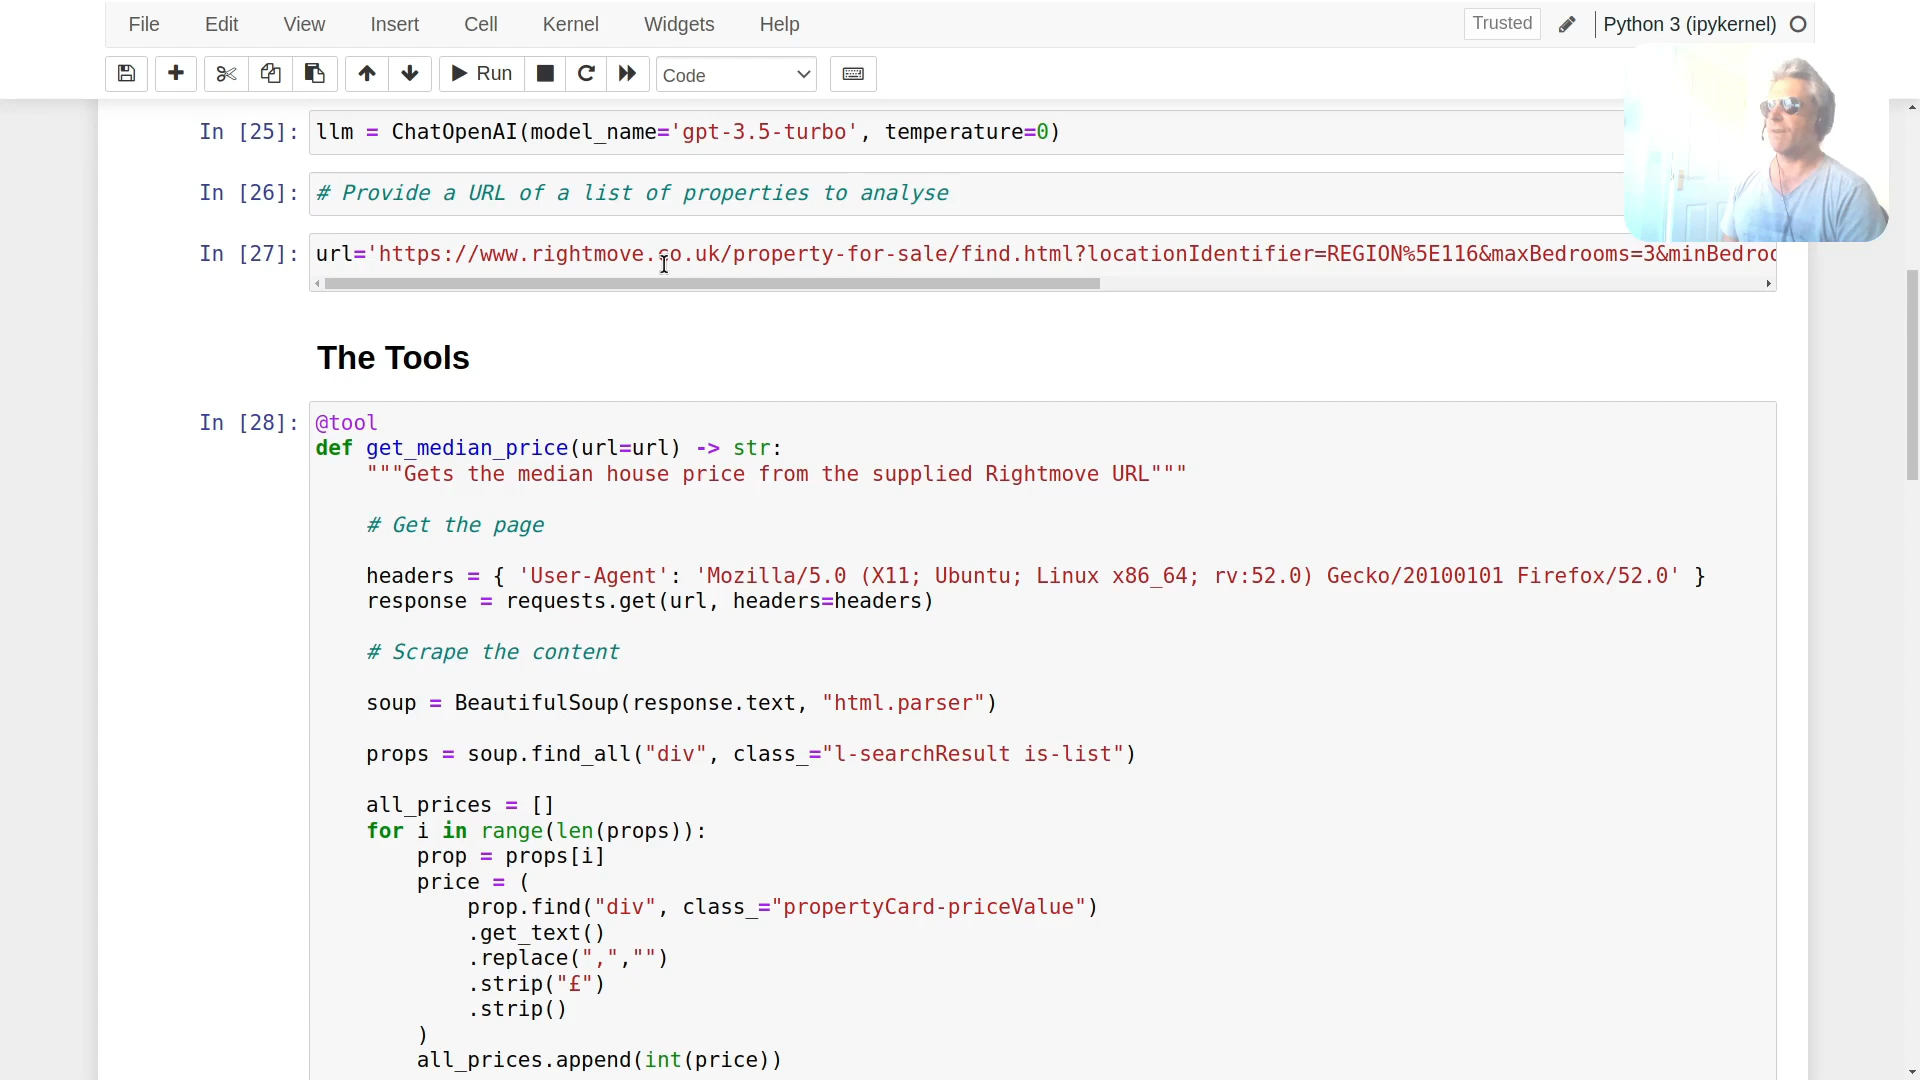 File Edit View Insert Cell Kernel Widgets Help Trusted Python 3 (ipykernel)
Run Code
In [25]: llm = ChatOpenAI(model_name='gpt-3.5-turbo', temperature=0)
In [26]: # Provide a URL of a list of properties to analyse
In [27]: url='https://www.rightmove.co.uk/property-for-sale/find.html?locationIdentifier=REGION%5E116&maxBedrooms=3&minBedroo
The Tools
In [28]: @tool
def get_median_price(url=url) -> str:
"""Gets the median house price from the supplied Rightmove URL"""
# Get the page
headers = { 'User-Agent': 'Mozilla/5.0 (X11; Ubuntu; Linux x86_64; rv:52.0) Gecko/20100101 Firefox/52.0' }
response = requests.get(url, headers=headers)
# Scrape the content
soup = BeautifulSoup(response.text, "html.parser")
props = soup.find_all("div", class_="l-searchResult is-list")
all_prices = []
for i in range(len(props)):
prop = props[i]
price = (
prop.find("div", class_="propertyCard-priceValue")
.get_text()
.replace(",","")
.strip("£")
.strip()
)
all_prices.append(int(price))